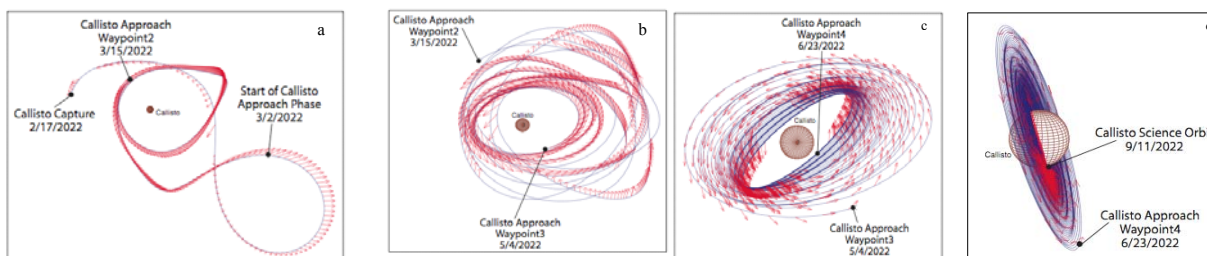 a
Callisto Approach
Waypoint2
3/15/2022
Callisto
Start of Callisto
Approach Phase
3/2/2022
Callisto Capture
2/17/2022
b
Callisto Approach
Waypoint2
3/15/2022
Callisto
Callisto Approach
Waypoint3
5/4/2022
c
Callisto Approach
Waypoint4
6/23/2022
Callisto
Callisto Approach
Waypoint3
5/4/2022
Callisto
Callisto Science Orbi
9/11/2022
Callisto Approach
Waypoint4
6/23/2022